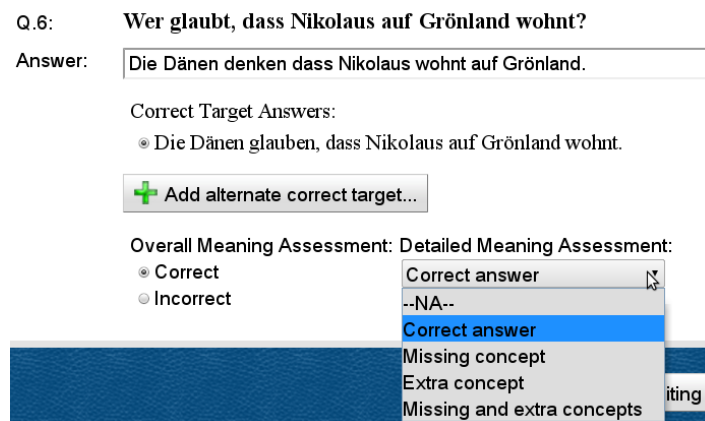 Q.6: Wer glaubt, dass Nikolaus auf Grönland wohnt?
Answer: Die Dänen denken dass Nikolaus wohnt auf Grönland.
Correct Target Answers:
Die Dänen glauben, dass Nikolaus auf Grönland wohnt.
Add alternate correct target...
Overall Meaning Assessment: Detailed Meaning Assessment:
Correct Correct answer
Incorrect --NA--
Correct answer
Missing concept
Extra concept
iting
Missing and extra concepts